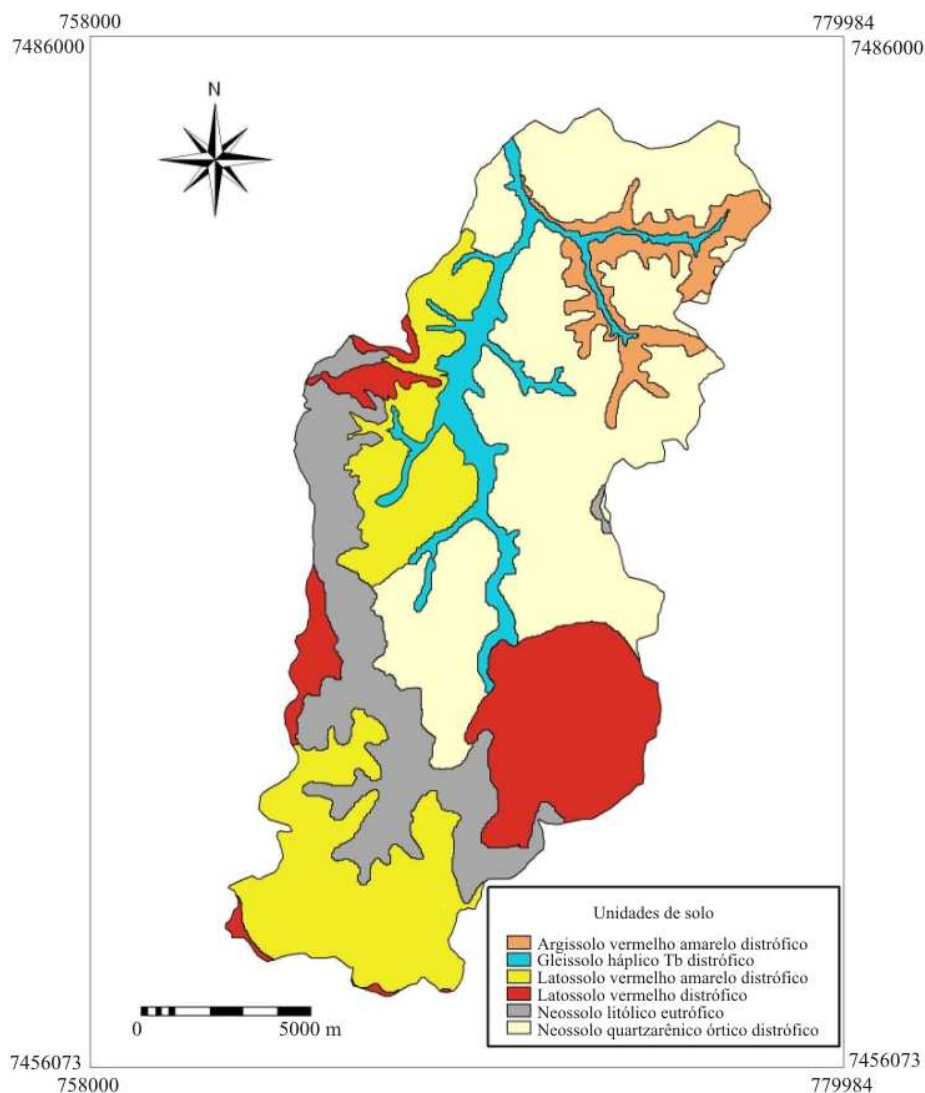 758000 779984
7486000 7486000
N
Unidades de solo
Argissolo vermelho amarelo distrófico
Gleissolo háplico Tb distrófico
Latossolo vermelho amarelo distrófico
Latossolo vermelho distrófico
Neossolo litólico eutrófico
Neossolo quartzarênico órtico distrófico
0 5000 m
7456073 7456073
758000 779984